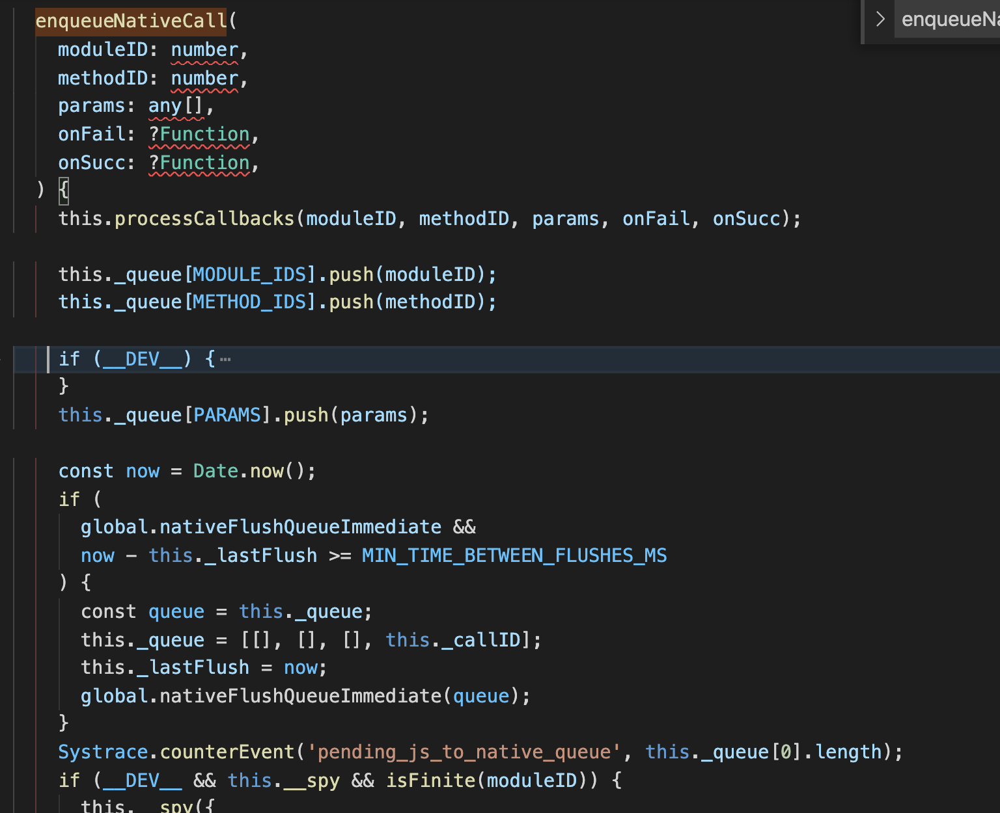 enqueueNativeCall(
enqueueNa
moduleID: number,
methodID: number,
params: any[],
onFail: ?Function,
onSucc: ?Function,
) {
this.processCallbacks(moduleID, methodID, params, onFail, onSucc);
this._queue[MODULE_IDS].push(moduleID);
this._queue[METHOD_IDS].push(methodID);
if (__DEV__) {⋯
}
this._queue[PARAMS].push(params);
const now = Date.now();
if (
global.nativeFlushQueueImmediate &&
now - this._lastFlush >= MIN_TIME_BETWEEN_FLUSHES_MS
) {
const queue = this._queue;
this._queue = [[], [], [], this._callID];
this._lastFlush = now;
global.nativeFlushQueueImmediate(queue);
}
Systrace.counterEvent('pending_js_to_native_queue', this._queue[0].length);
if (__DEV__ && this.__spy && isFinite(moduleID)) {
this.__spy({